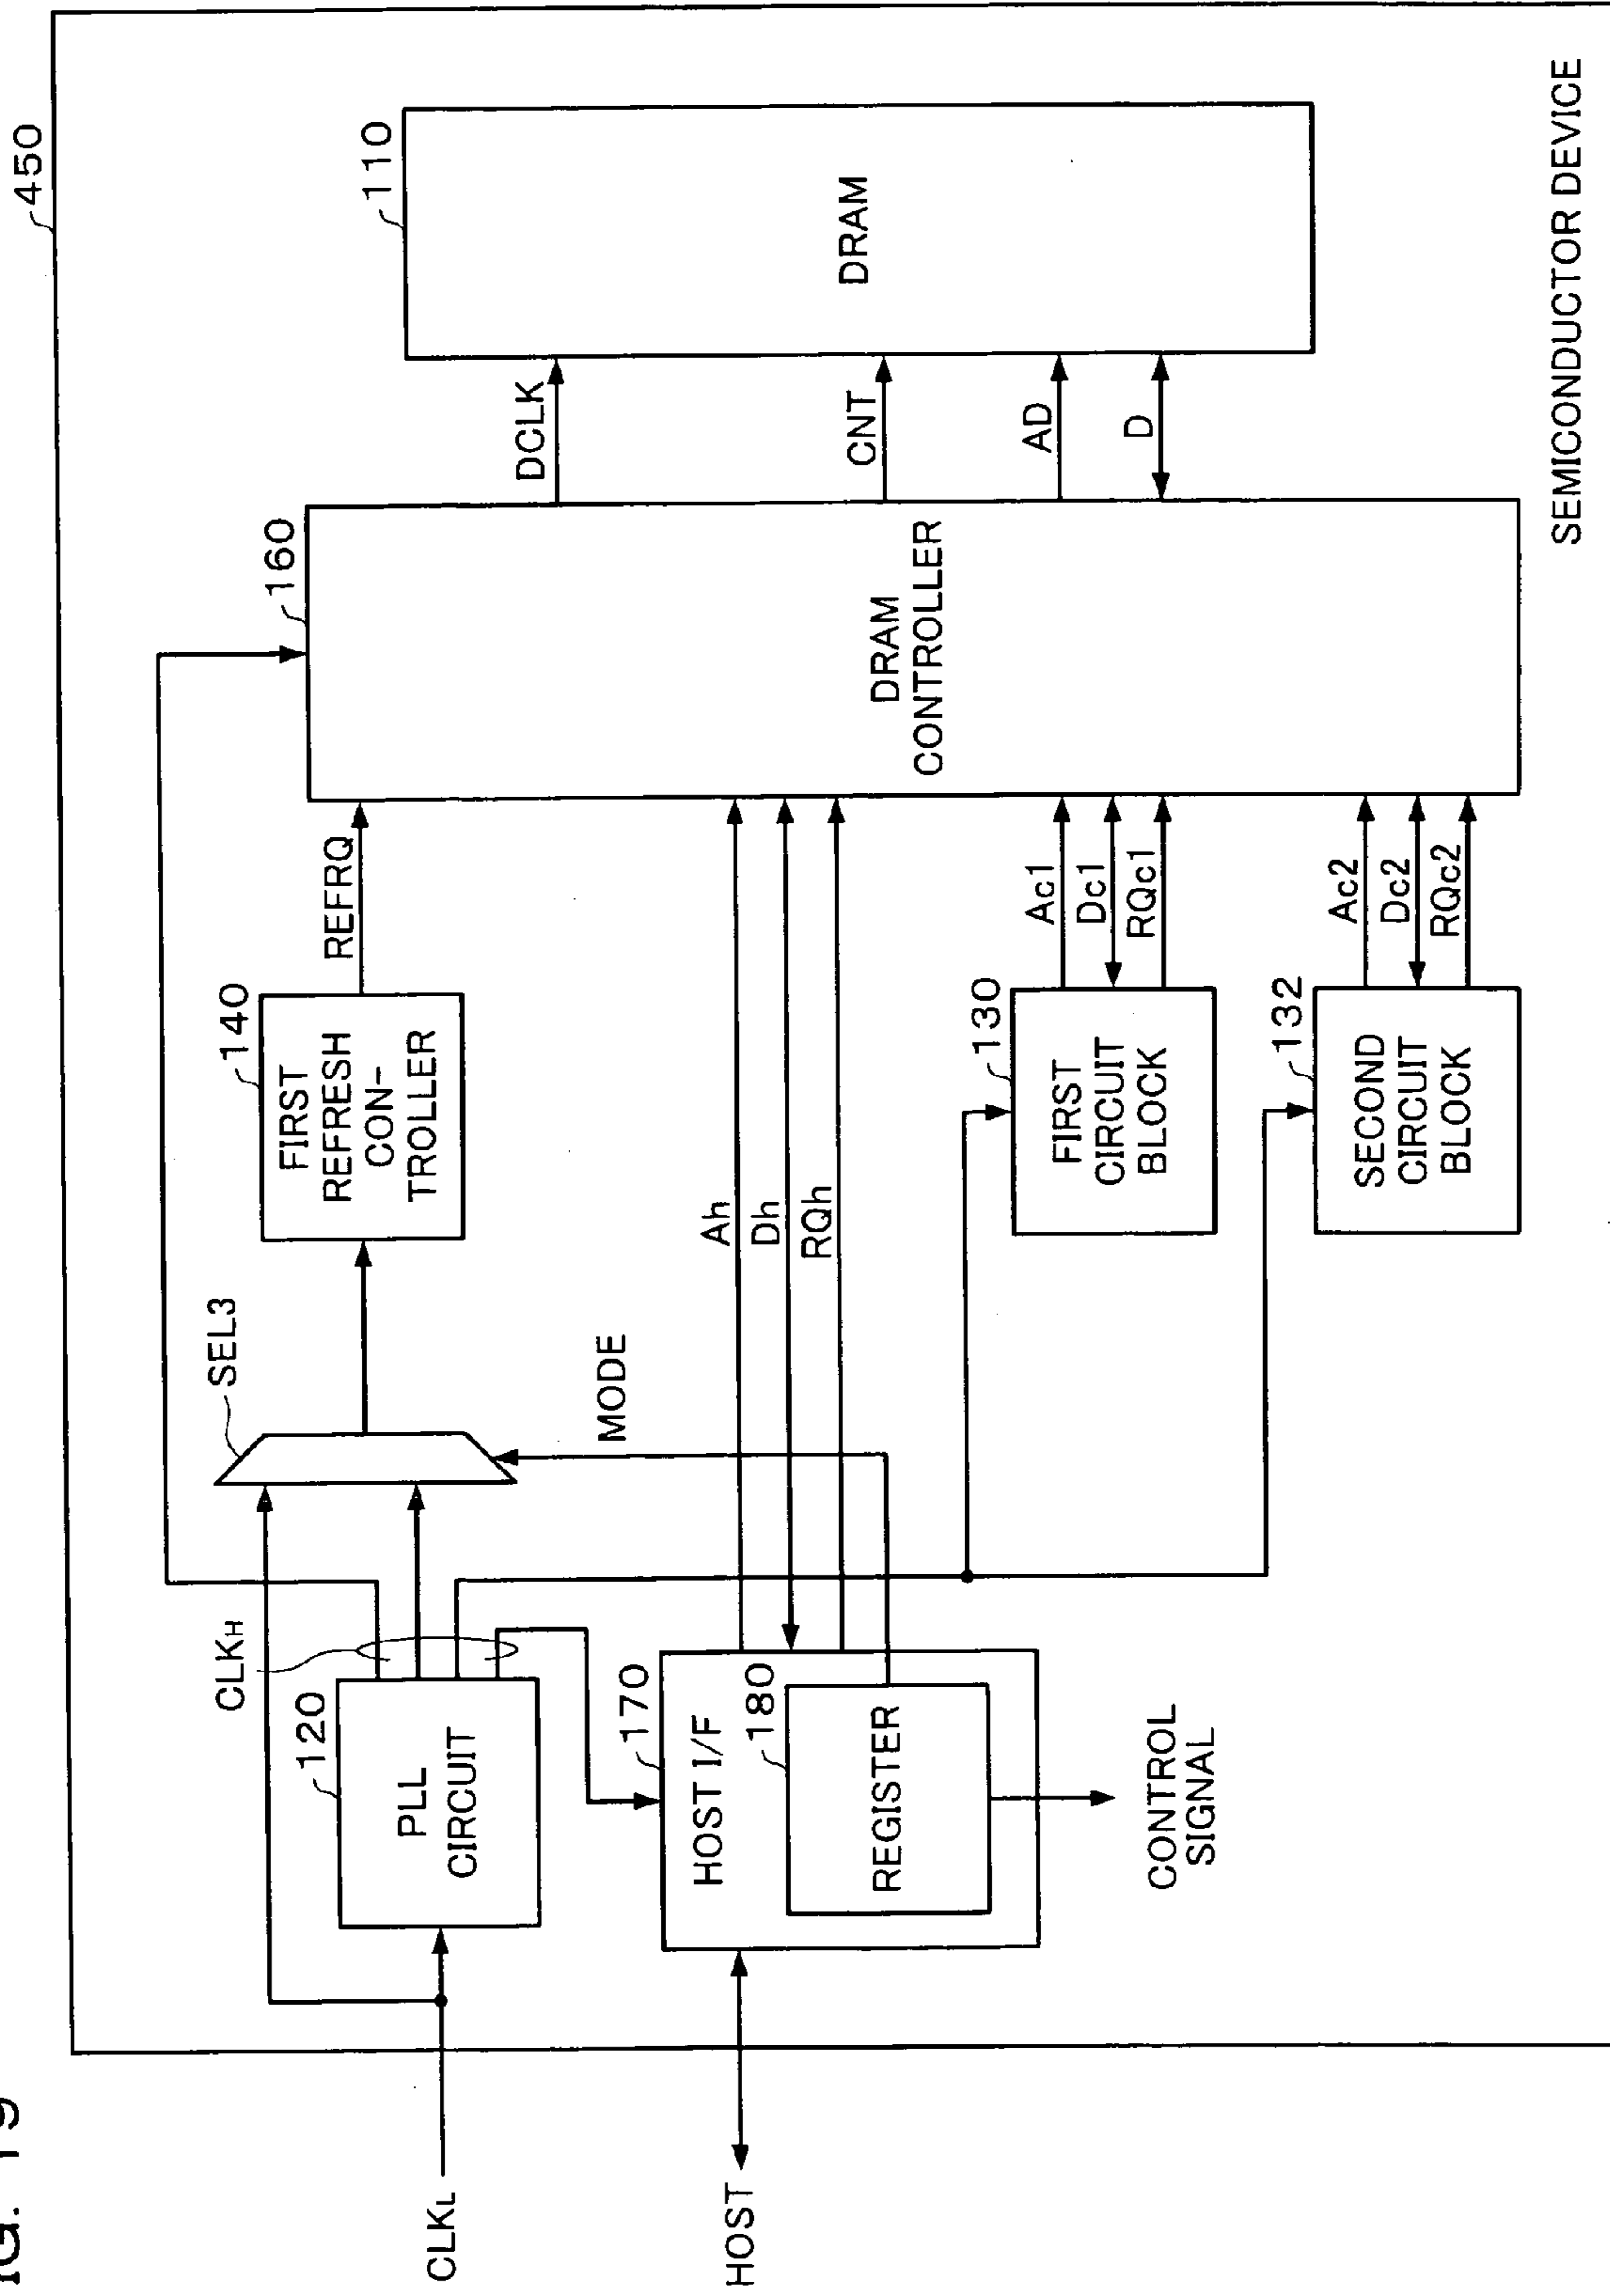 FIG. 19
450
SEMICONDUCTOR DEVICE
CLKL
CLKH
120
PLL
CIRCUIT
SEL3
MODE
140
FIRST
REFRESH
CON-
TROLLER
REFRQ
160
DRAM
CONTROLLER
DCLK
CNT
AD
D
110
DRAM
HOST
170
HOST I/F
180
REGISTER
CONTROL
SIGNAL
Ah
Dh
RQh
130
FIRST
CIRCUIT
BLOCK
Ac1
Dc1
RQc1
132
SECOND
CIRCUIT
BLOCK
Ac2
Dc2
RQc2